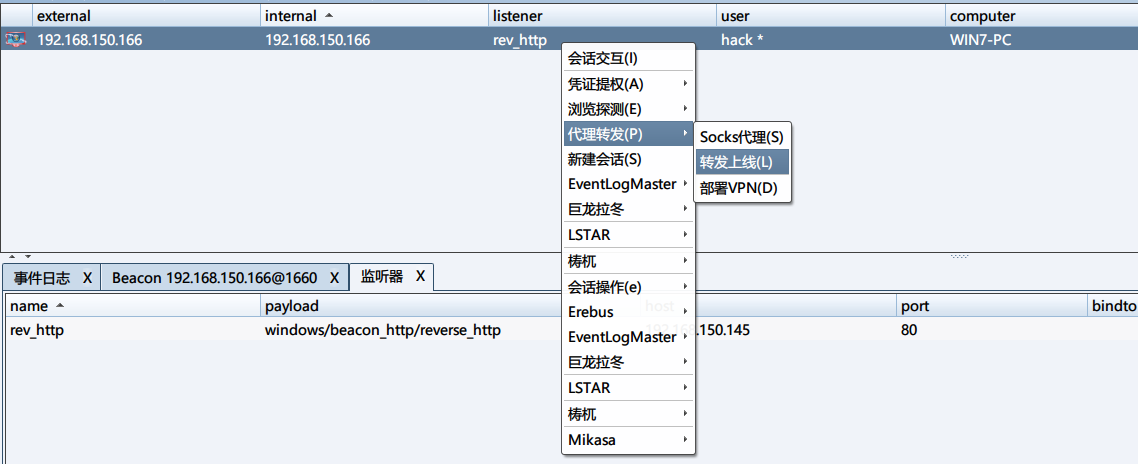 external internal listener user computer
192.168.150.166 192.168.150.166 rev_http hack * WIN7-PC
会话交互(I)
凭证提权(A)
浏览探测(E)
代理转发(P)
Socks代理(S)
新建会话(S)
转发上线(L)
EventLogMaster
部署VPN(D)
巨龙拉冬
LSTAR
梼杌
会话操作(e)
Erebus
EventLogMaster
巨龙拉冬
LSTAR
梼杌
Mikasa
事件日志 X Beacon 192.168.150.166@1660 X 监听器 X
name payload host port bindto
rev_http windows/beacon_http/reverse_http .150.145 80